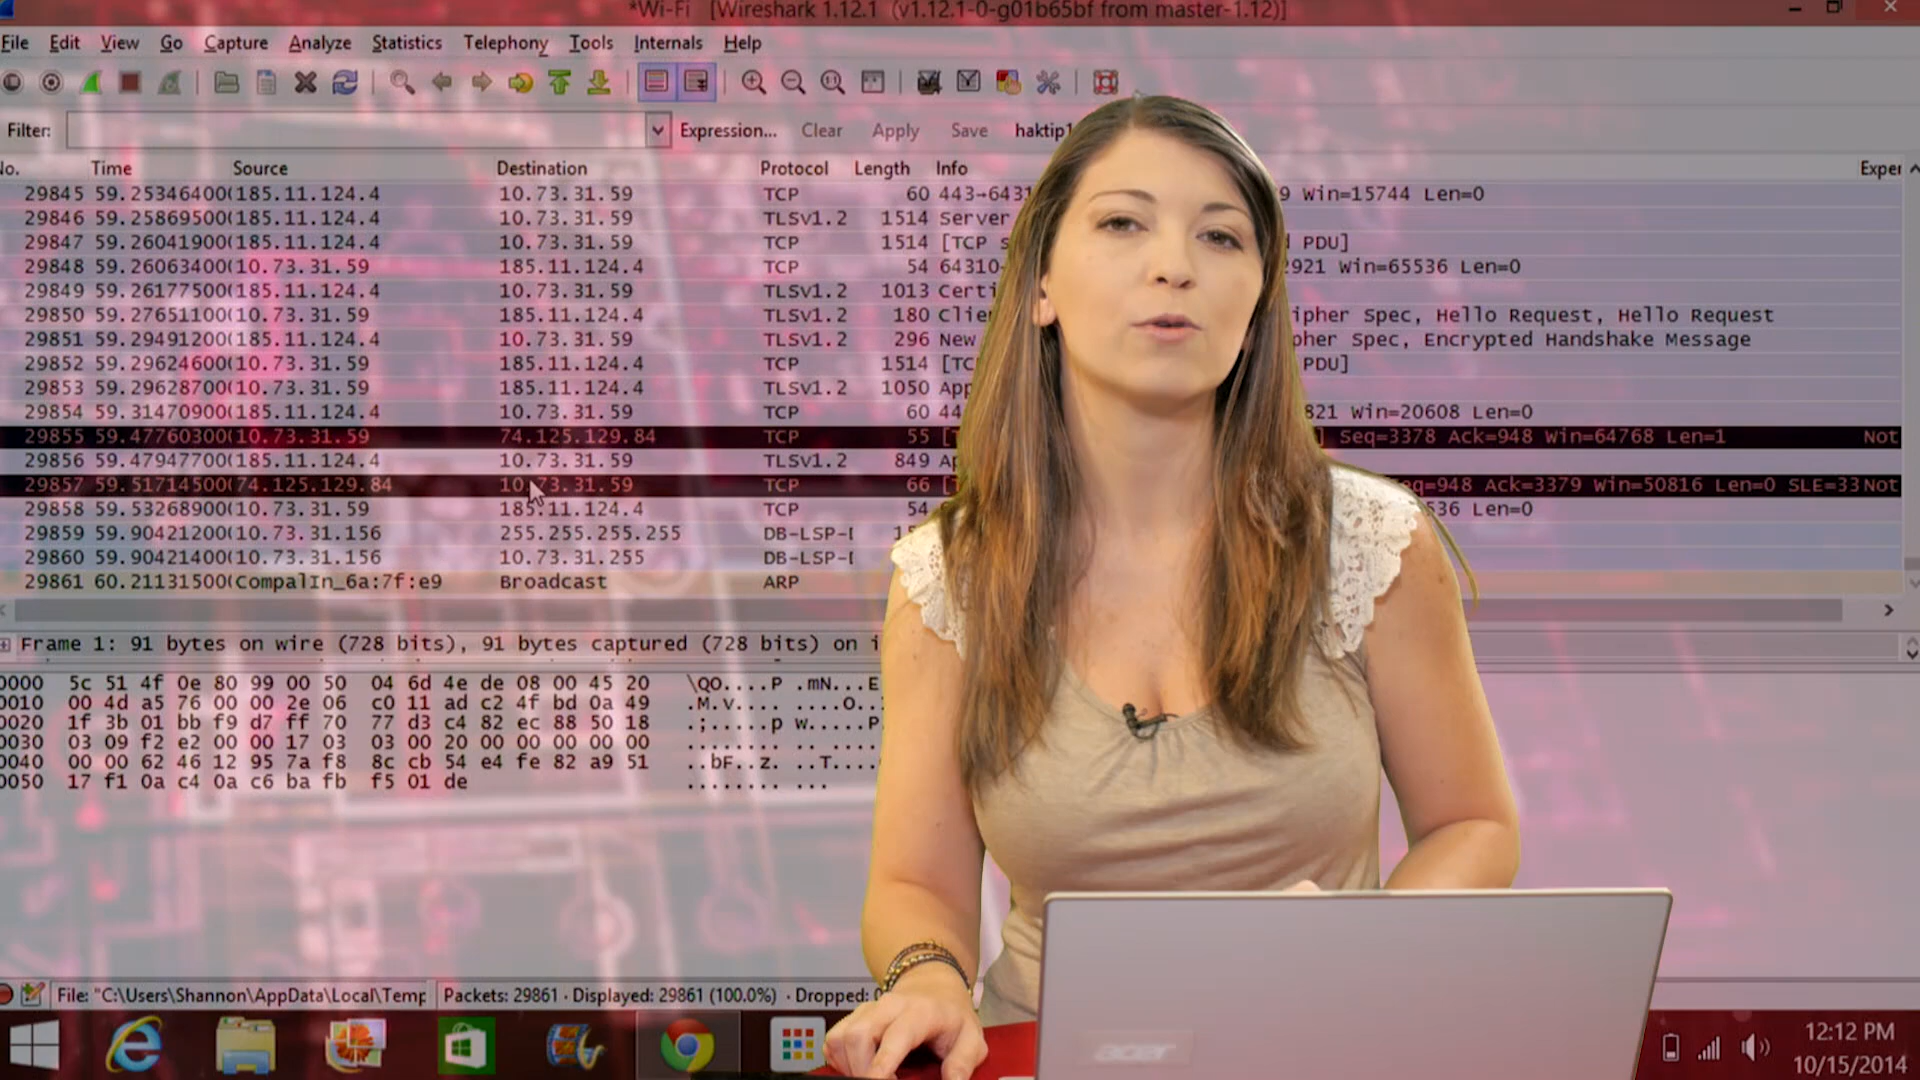 *Wi-Fi [Wireshark 1.12.1 (v1.12.1-0-g01b65bf from master-1.12)]
File Edit View Go Capture Analyze Statistics Telephony Tools Internals Help
Filter: Expression... Clear Apply Save haktip1
No. Time Source Destination Protocol Length Info Exper
29845 59.25346400(185.11.124.4 10.73.31.59 TCP 60 443→6431 9 Win=15744 Len=0
29846 59.25869500(185.11.124.4 10.73.31.59 TLSv1.2 1514 Server
29847 59.26041900(185.11.124.4 10.73.31.59 TCP 1514 [TCP s d PDU]
29848 59.26063400(10.73.31.59 185.11.124.4 TCP 54 64310→ 2921 Win=65536 Len=0
29849 59.26177500(185.11.124.4 10.73.31.59 TLSv1.2 1013 Certi
29850 59.27651100(10.73.31.59 185.11.124.4 TLSv1.2 180 Clie ipher Spec, Hello Request, Hello Request
29851 59.29491200(185.11.124.4 10.73.31.59 TLSv1.2 296 New pher Spec, Encrypted Handshake Message
29852 59.29624600(10.73.31.59 185.11.124.4 TCP 1514 [TC PDU]
29853 59.29628700(10.73.31.59 185.11.124.4 TLSv1.2 1050 App
29854 59.31470900(185.11.124.4 10.73.31.59 TCP 60 44 821 Win=20608 Len=0
29855 59.47760300(10.73.31.59 74.125.129.84 TCP 55 [T ] Seq=3378 Ack=948 Win=64768 Len=1 Not
29856 59.47947700(185.11.124.4 10.73.31.59 TLSv1.2 849 Ap
29857 59.51714500(74.125.129.84 10.73.31.59 TCP 66 [T eq=948 Ack=3379 Win=50816 Len=0 SLE=33 Not
29858 59.53268900(10.73.31.59 185.11.124.4 TCP 54 536 Len=0
29859 59.90421200(10.73.31.156 255.255.255.255 DB-LSP-[
29860 59.90421400(10.73.31.156 10.73.31.255 DB-LSP-[
29861 60.21131500(CompalIn_6a:7f:e9 Broadcast ARP
Frame 1: 91 bytes on wire (728 bits), 91 bytes captured (728 bits) on i
0000 5c 51 4f 0e 80 99 00 50 04 6d 4e de 08 00 45 20 \QO....P .mN...E
0010 00 4d a5 76 00 00 2e 06 c0 11 ad c2 4f bd 0a 49 .M.v.... ....O..
0020 1f 3b 01 bb f9 d7 ff 70 77 d3 c4 82 ec 88 50 18 .;.....p w.....P
0030 03 09 f2 e2 00 00 17 03 03 00 20 00 00 00 00 00 ........ .. ....
0040 00 00 62 46 12 95 7a f8 8c cb 54 e4 fe 82 a9 51 ..bF..z. ..T....
0050 17 f1 0a c4 0a c6 ba fb f5 01 de ........ ...
File: "C:\Users\Shannon\AppData\Local\Temp Packets: 29861 · Displayed: 29861 (100.0%) · Dropped: 0
acer
12:12 PM
10/15/2014